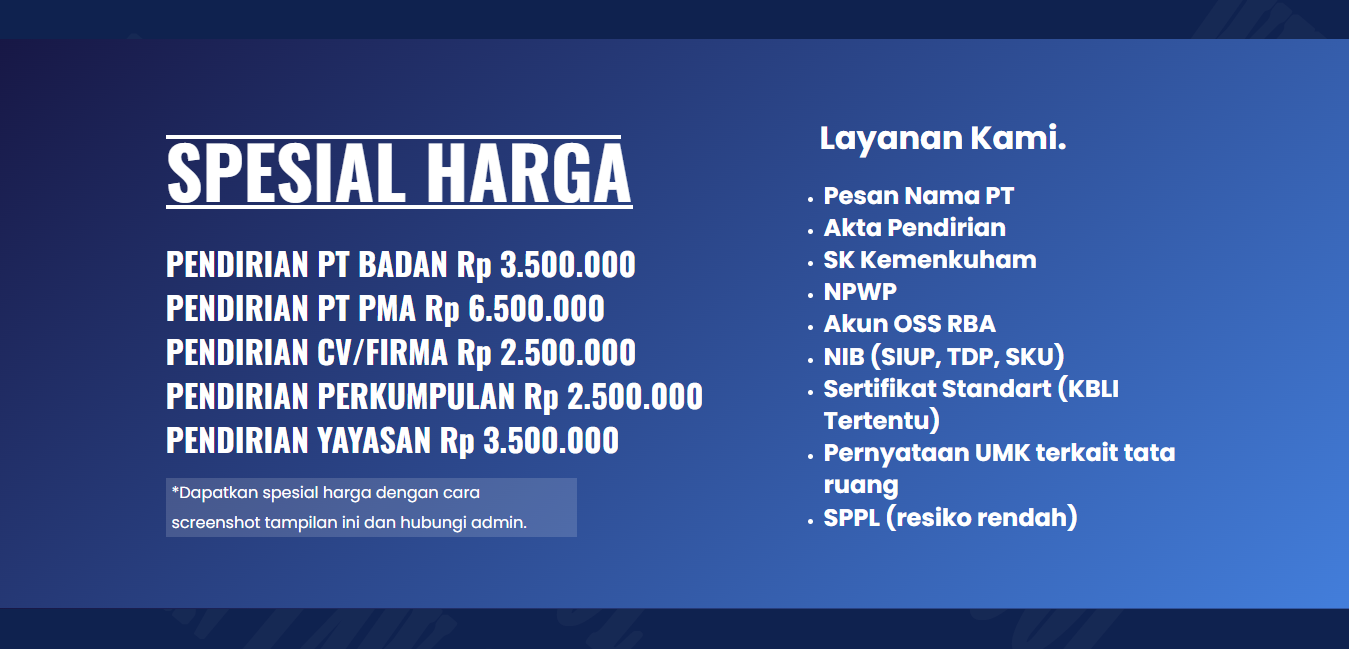 SPESIAL HARGA
PENDIRIAN PT BADAN Rp 3.500.000
PENDIRIAN PT PMA Rp 6.500.000
PENDIRIAN CV/FIRMA Rp 2.500.000
PENDIRIAN PERKUMPULAN Rp 2.500.000
PENDIRIAN YAYASAN Rp 3.500.000
*Dapatkan spesial harga dengan cara
screenshot tampilan ini dan hubungi admin.
Layanan Kami.
• Pesan Nama PT
• Akta Pendirian
• SK Kemenkuham
• NPWP
• Akun OSS RBA
• NIB (SIUP, TDP, SKU)
• Sertifikat Standart (KBLI
Tertentu)
• Pernyataan UMK terkait tata
ruang
• SPPL (resiko rendah)